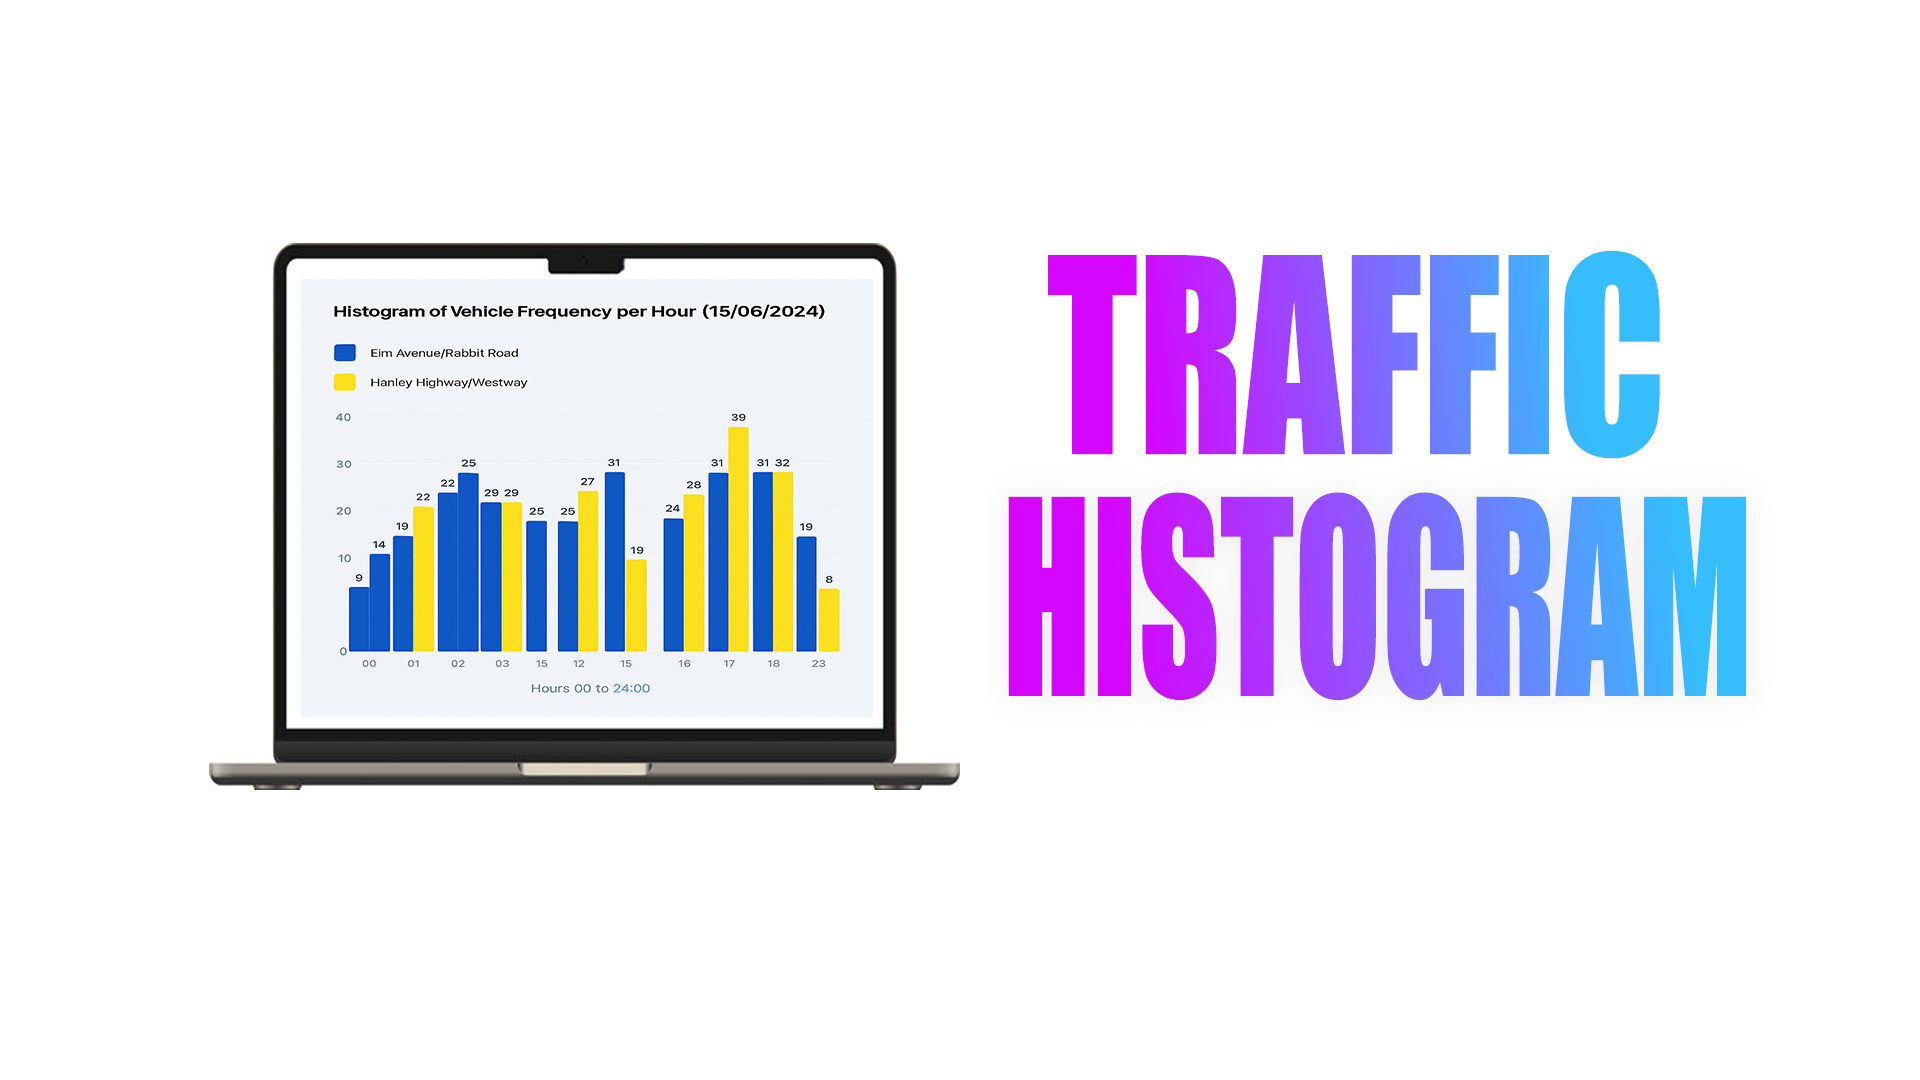 Histogram of Vehicle Frequency per Hour (15/06/2024)
Eim Avenue/Rabbit Road
Hanley Highway/Westway
40
30
20
10
0
9 14 19 22 22 25 29 29 25 25 27 31 19 24 28 31 39 31 32 19 8
00 01 02 03 15 12 15 16 17 18 23
Hours 00 to 24:00
TRAFFIC
HISTOGRAM